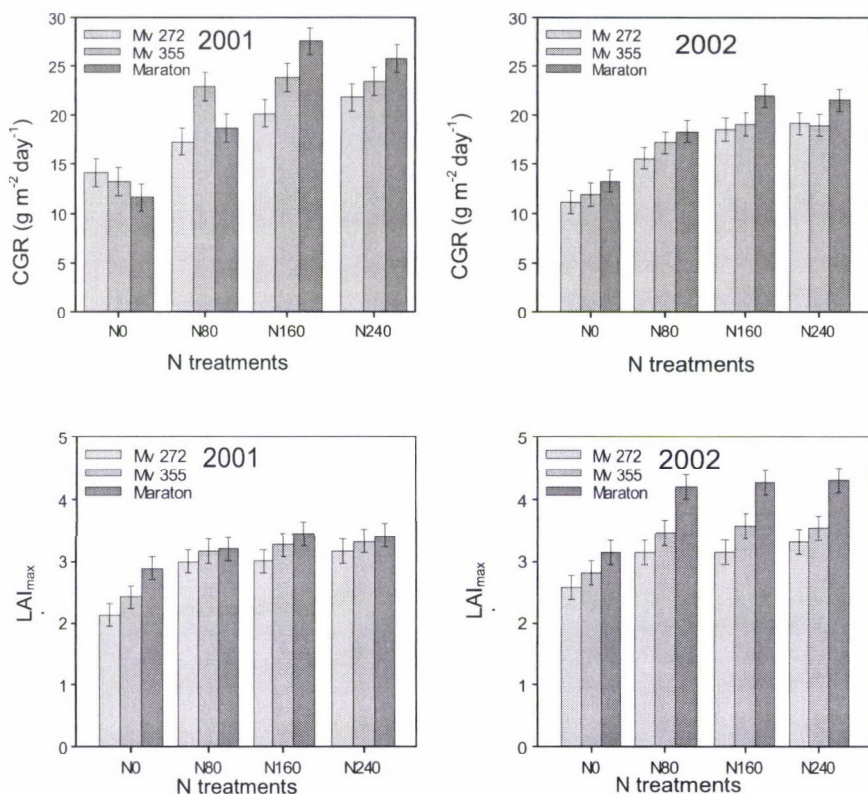 30
25
20
15
10
5
0
CGR (g m⁻² day⁻¹)
Mv 272
Mv 355
Maraton
2001
N0 N80 N160 N240
N treatments
30
25
20
15
10
5
0
CGR (g m⁻² day⁻¹)
Mv 272
Mv 355
Maraton
2002
N0 N80 N160 N240
N treatments
5
4
3
2
1
0
LAImax
Mv 272
Mv 355
Maraton
2001
N0 N80 N160 N240
N treatments
5
4
3
2
1
0
LAImax
Mv 272
Mv 355
Maraton
2002
N0 N80 N160 N240
N treatments